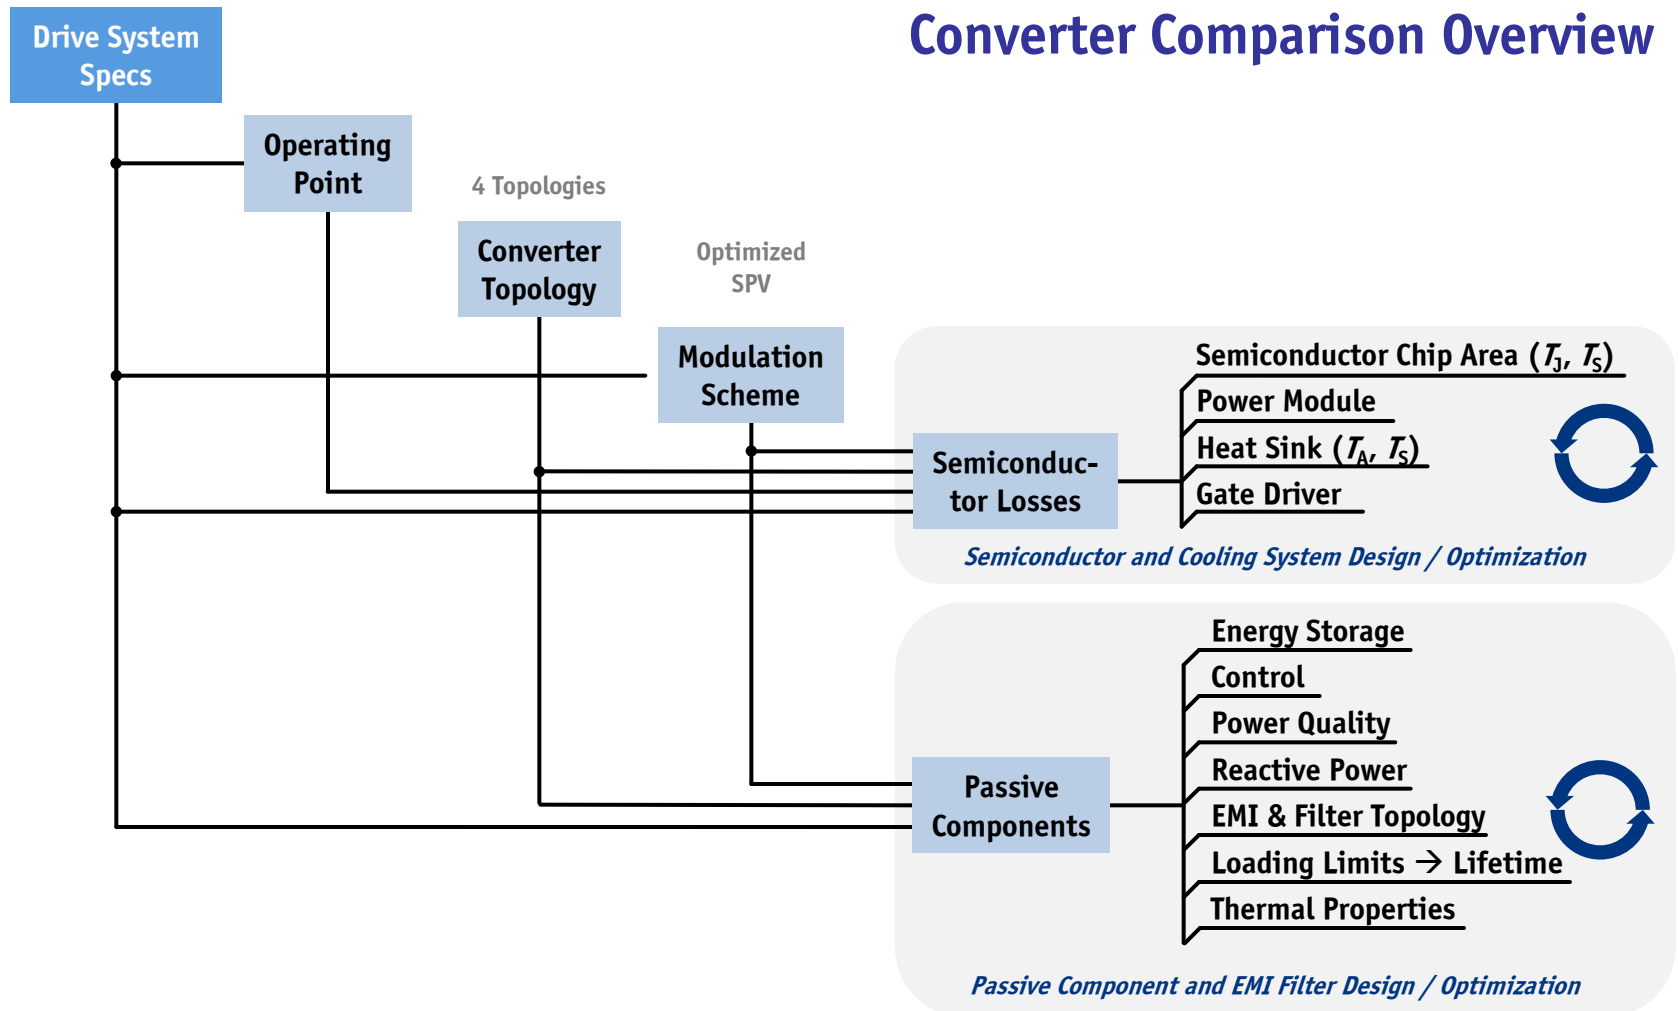 Converter Comparison Overview
Drive System
Specs
Operating
Point
4 Topologies
Converter
Topology
Optimized
SPV
Modulation
Scheme
Semiconduc-
tor Losses
Semiconductor Chip Area (TJ, TS)
Power Module
Heat Sink (TA, TS)
Gate Driver
Semiconductor and Cooling System Design / Optimization
Passive
Components
Energy Storage
Control
Power Quality
Reactive Power
EMI & Filter Topology
Loading Limits → Lifetime
Thermal Properties
Passive Component and EMI Filter Design / Optimization